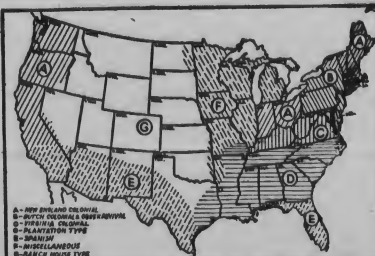 A
A
B
F
A
C
G
E
D
E
A - NEW ENGLAND COLONIAL
B - DUTCH COLONIAL & GREEK REVIVAL
C - VIRGINIA COLONIAL
D - PLANTATION TYPE
E - SPANISH
F - MISCELLANEOUS
G - RANCH HOUSE TYPE